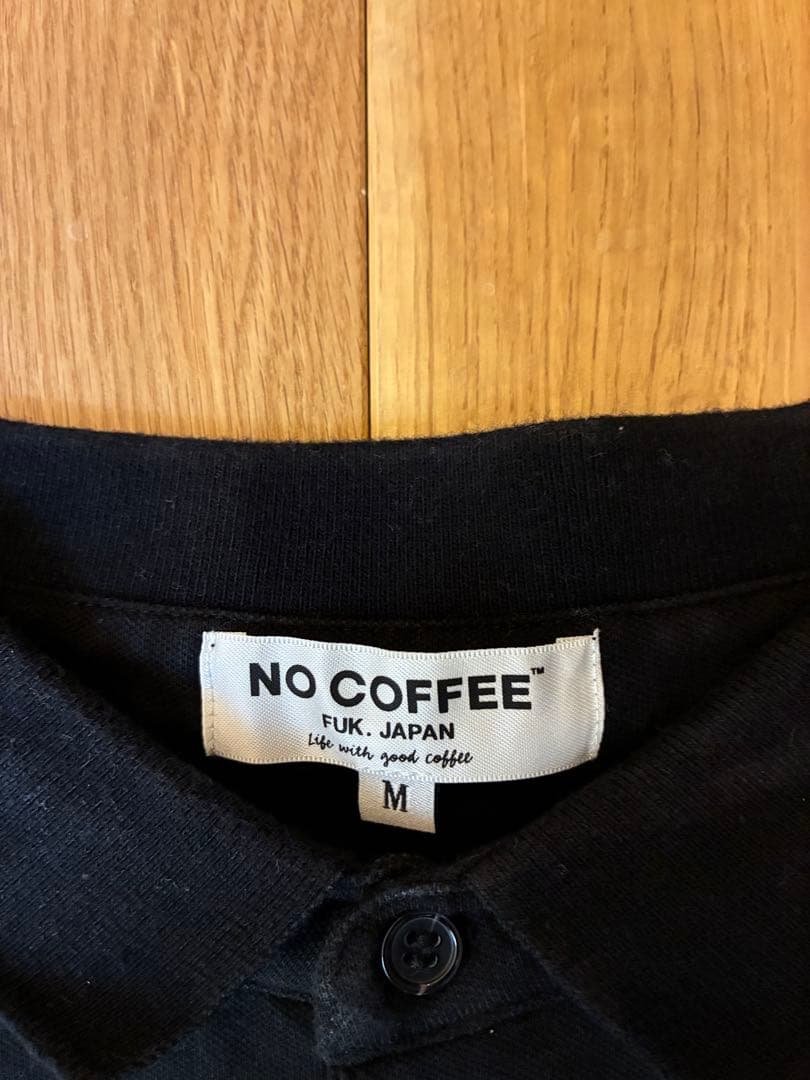 NO COFFEE™
FUK. JAPAN
Life with good coffee
M